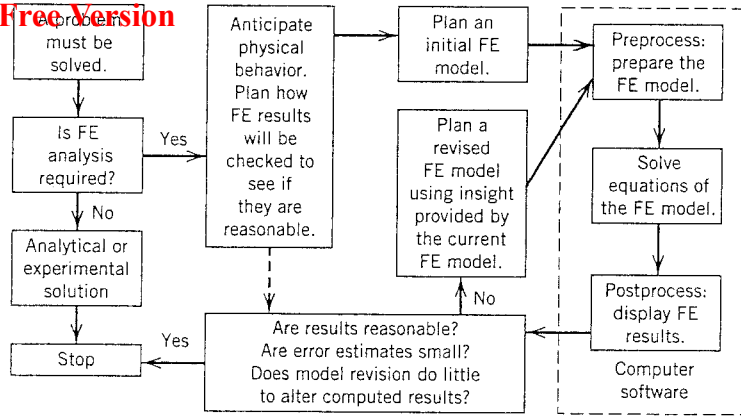 Free Version
A problem
must be
solved.
Is FE
analysis
required?
Yes
No
Analytical or
experimental
solution
Stop
Yes
Anticipate
physical
behavior.
Plan how
FE results
will be
checked to
see if
they are
reasonable.
Plan an
initial FE
model.
Plan a
revised
FE model
using insight
provided by
the current
FE model.
No
Are results reasonable?
Are error estimates small?
Does model revision do little
to alter computed results?
Preprocess:
prepare the
FE model.
Solve
equations of
the FE model.
Postprocess:
display FE
results.
Computer
software